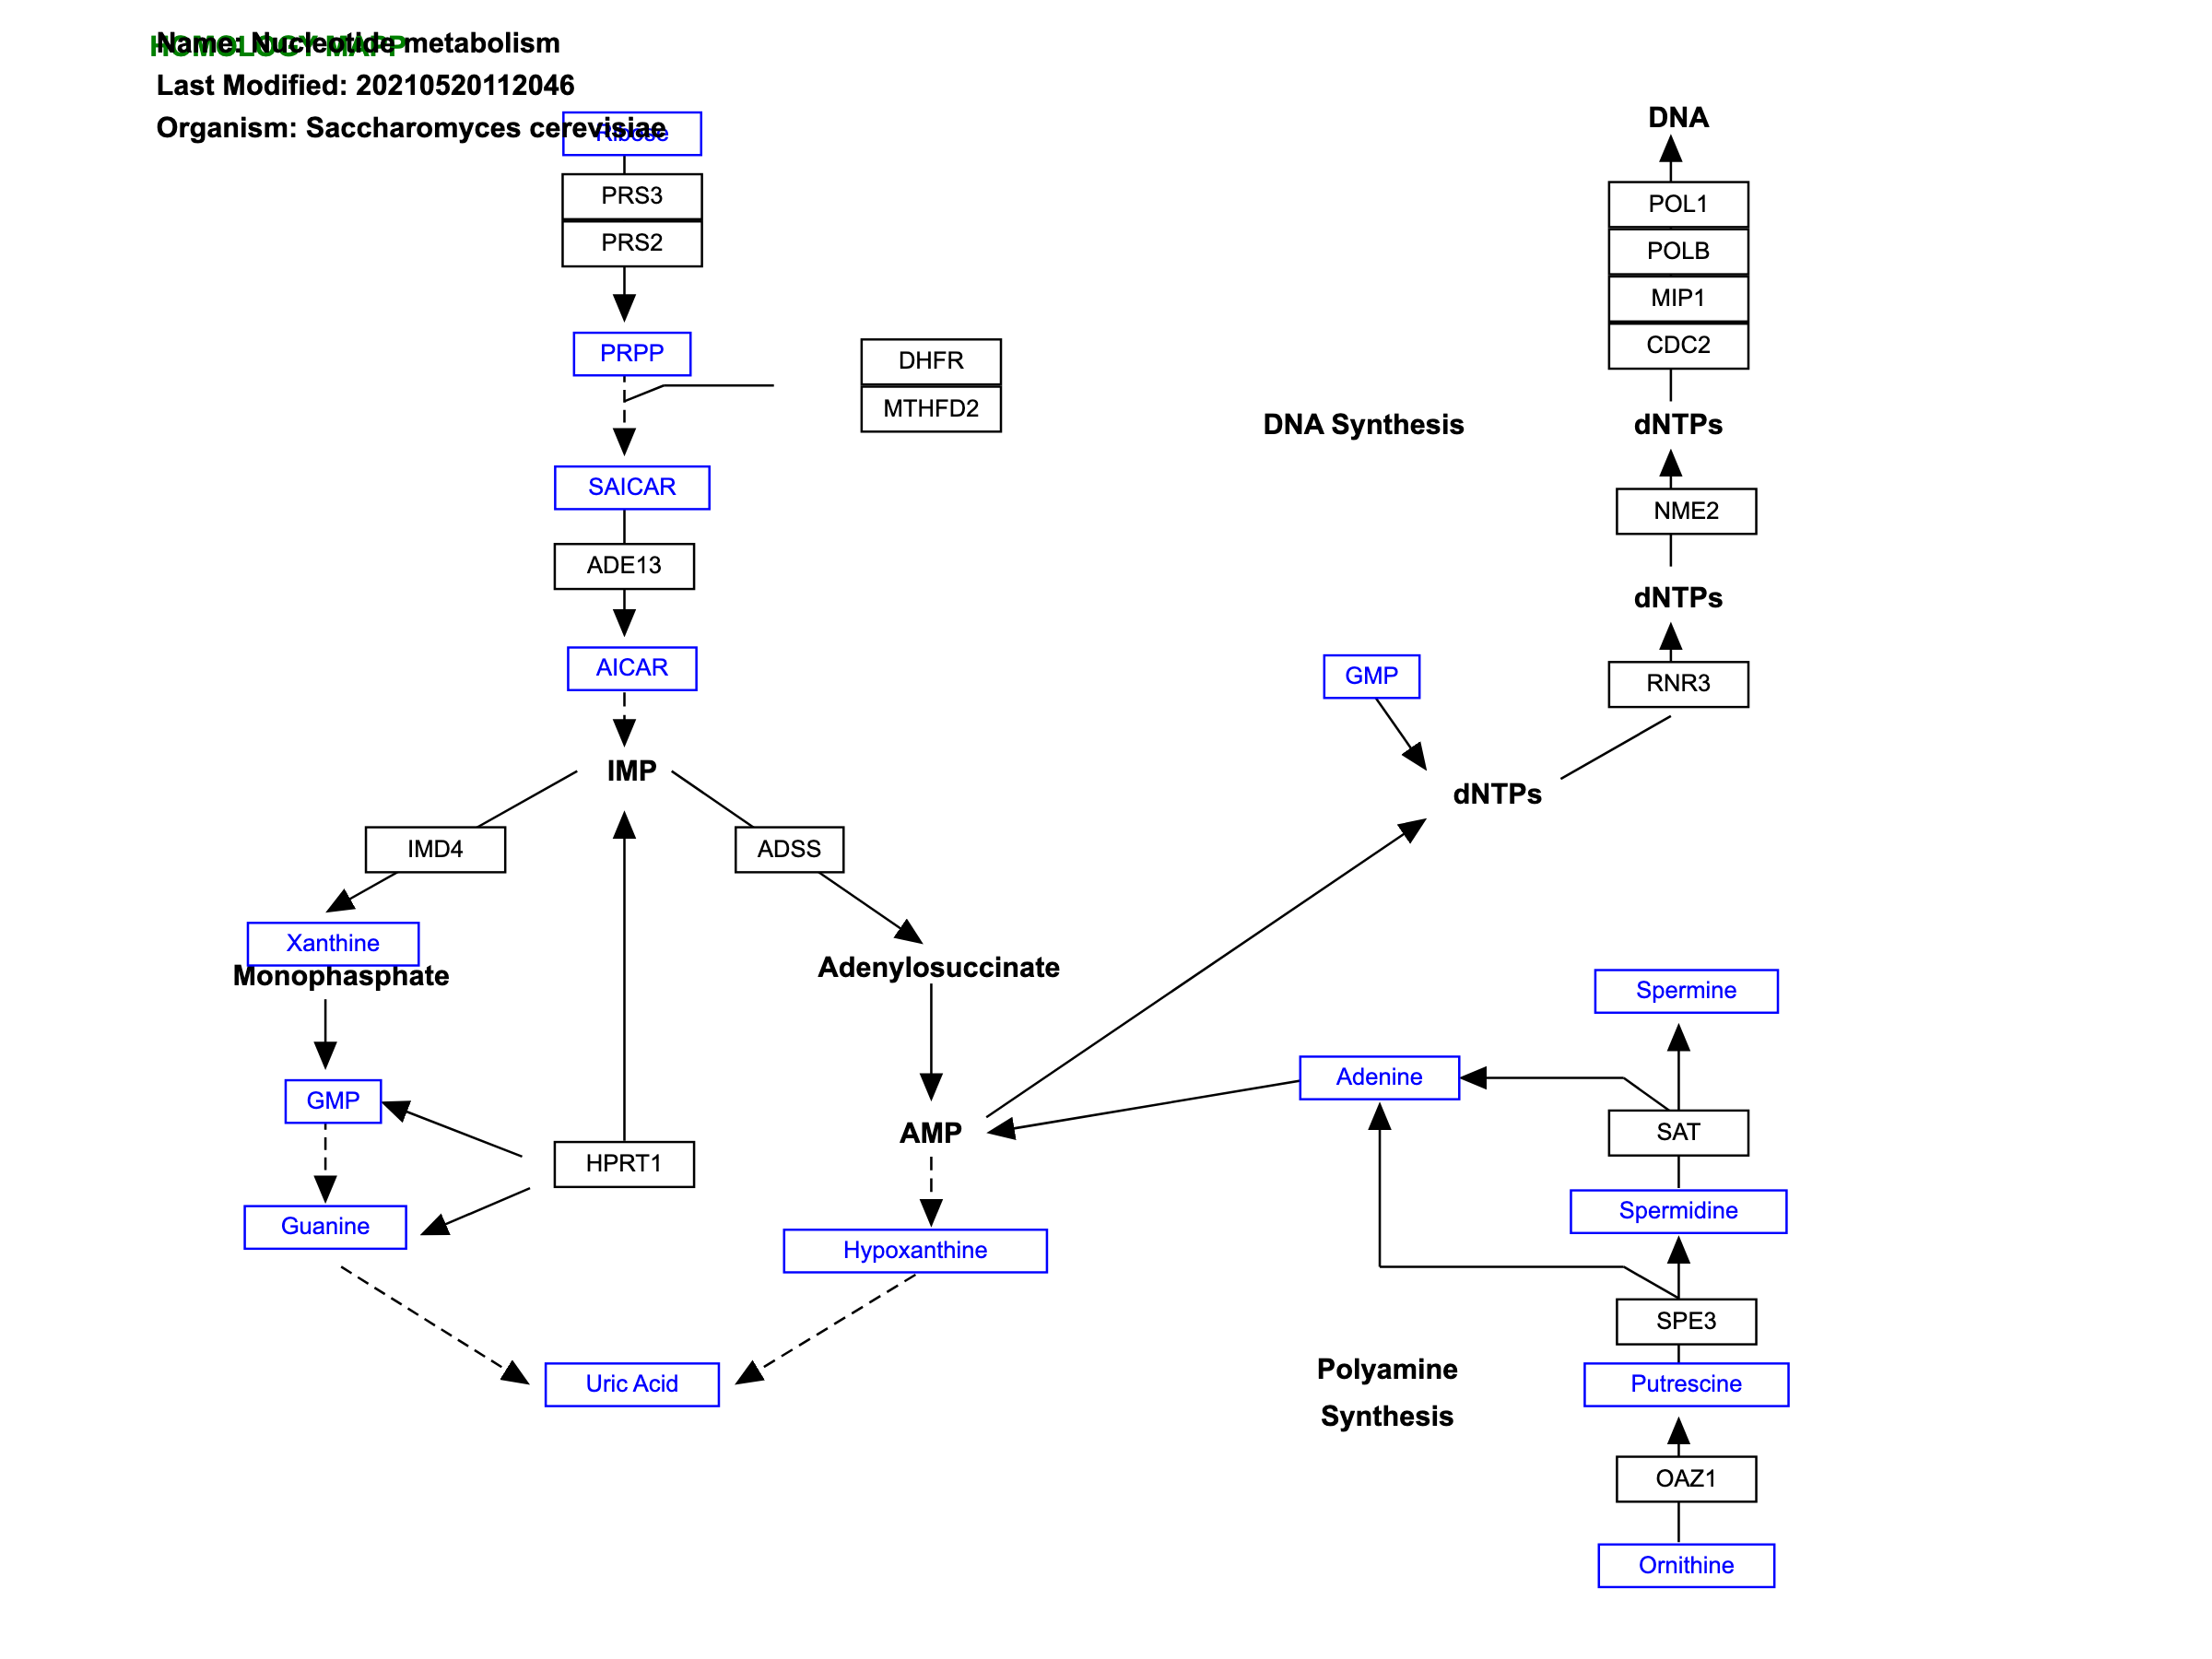 HOMOLOGY MAPP
Name: Nucleotide metabolism
Last Modified: 20210520112046
Organism: Saccharomyces cerevisiae
Ribose
PRS3
PRS2
PRPP
DHFR
MTHFD2
SAICAR
ADE13
AICAR
IMP
IMD4
ADSS
Xanthine
Monophasphate
Adenylosuccinate
GMP
HPRT1
AMP
Guanine
Hypoxanthine
Uric Acid
DNA
POL1
POLB
MIP1
CDC2
DNA Synthesis
dNTPs
NME2
dNTPs
GMP
RNR3
dNTPs
Spermine
Adenine
SAT
Spermidine
SPE3
Polyamine
Synthesis
Putrescine
OAZ1
Ornithine